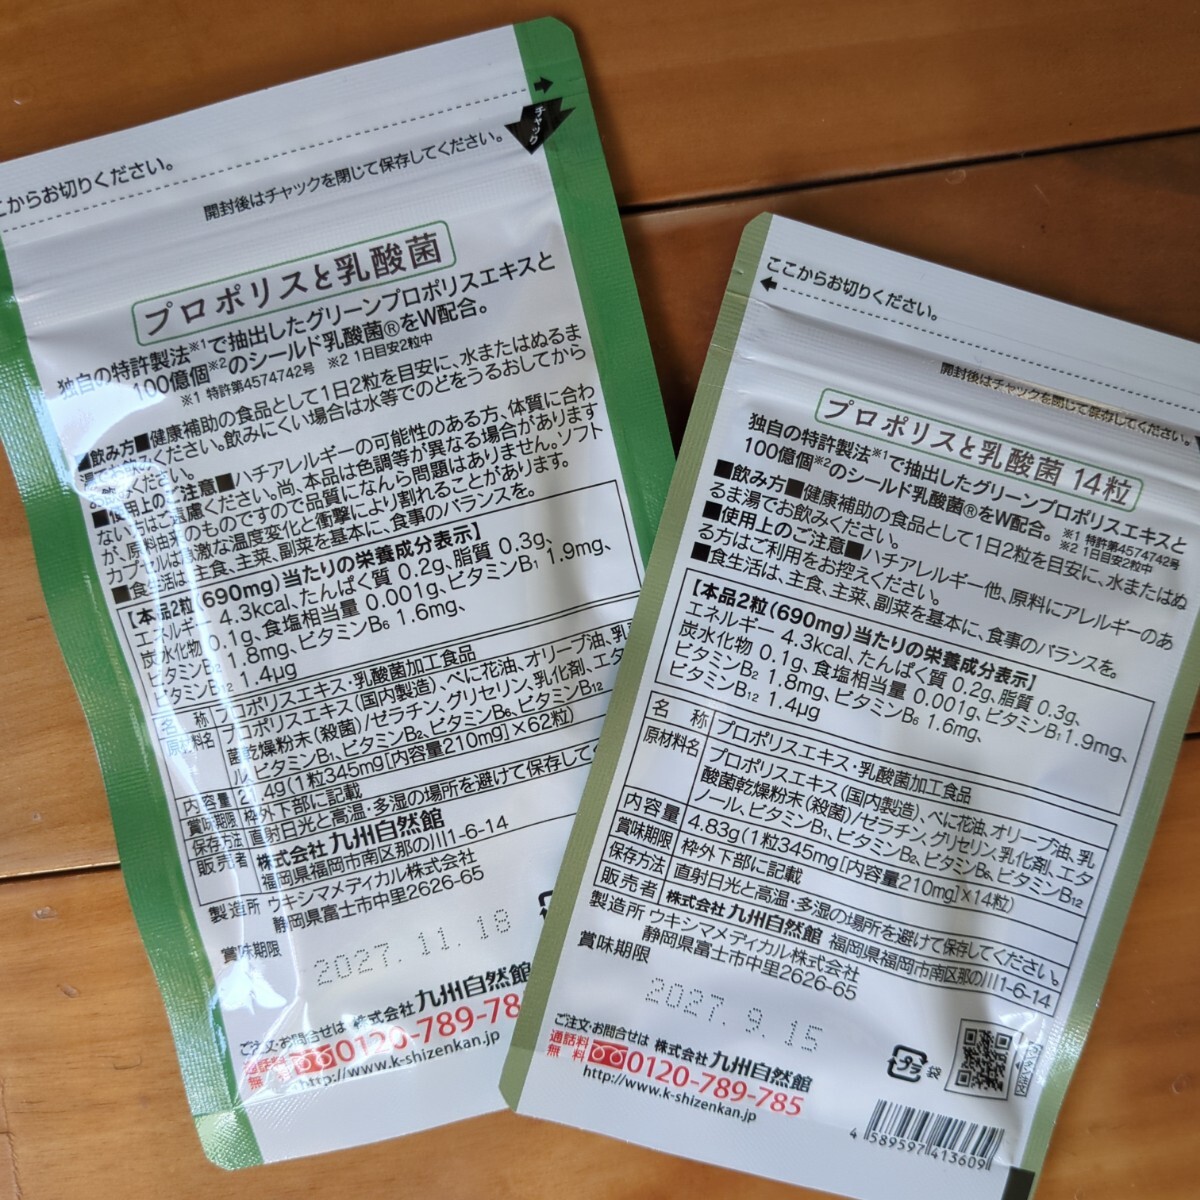 ここからお切りください。
チャック
開封後はチャックを閉じて保存してください。
プロポリスと乳酸菌
独自の特許製法※1で抽出したグリーンプロポリスエキスと
100億個※2のシールド乳酸菌®をW配合。
※1 特許第4574742号 ※2 1日目安2粒中
■飲み方■健康補助の食品として1日2粒を目安に、水またはぬるま
湯でお飲みください。飲みにくい場合は水等でのどをうるおしてから
■使用上のご注意■ハチアレルギーの可能性のある方、体質に合わ
ない方はご遠慮ください。尚、本品は色調等が異なる場合があります
が、原料由来のものですので品質になんら問題はありません。ソフト
カプセルは急激な温度変化と衝撃により割れることがあります。
■食生活は、主食、主菜、副菜を基本に、食事のバランスを。
【本品2粒(690mg)当たりの栄養成分表示】
エネルギー 4.3kcal、たんぱく質 0.2g、脂質 0.3g、
炭水化物 0.1g、食塩相当量 0.001g、ビタミンB1 1.9mg、
ビタミンB2 1.8mg、ビタミンB6 1.6mg、
ビタミンB12 1.4μg
名称 プロポリスエキス・乳酸菌加工食品
原材料名 プロポリスエキス(国内製造)、べに花油、オリーブ油、乳
菌乾燥粉末(殺菌)/ゼラチン、グリセリン、乳化剤、エタ
ル、ビタミンB1、ビタミンB2、ビタミンB6、ビタミンB12
内容量 21.4g(1粒345mg[内容量210mg]×62粒)
賞味期限 枠外下部に記載
保存方法 直射日光と高温・多湿の場所を避けて保存して
販売者 株式会社 九州自然館
福岡県福岡市南区那の川1-6-14
製造所 ウキシマメディカル株式会社
静岡県富士市中里2626-65
賞味期限 2027.11.18
ご注文・お問合せは 株式会社 九州自然館
通話料無料 0120-789-78
http://www.k-shizenkan.jp
ここからお切りください。
開封後はチャックを閉じて保存してください。
プロポリスと乳酸菌 14粒
独自の特許製法※1で抽出したグリーンプロポリスエキスと
100億個※2のシールド乳酸菌®をW配合。 ※1 特許第4574742号
※2 1日目安2粒中
■飲み方■健康補助の食品として1日2粒を目安に、水またはぬ
るま湯でお飲みください。
■使用上のご注意■ハチアレルギー他、原料にアレルギーのあ
る方はご利用をお控えください。
■食生活は、主食、主菜、副菜を基本に、食事のバランスを。
【本品2粒(690mg)当たりの栄養成分表示】
エネルギー 4.3kcal、たんぱく質 0.2g、脂質 0.3g、
炭水化物 0.1g、食塩相当量 0.001g、ビタミンB1 1.9mg、
ビタミンB2 1.8mg、ビタミンB6 1.6mg、
ビタミンB12 1.4μg
名称 プロポリスエキス・乳酸菌加工食品
原材料名 プロポリスエキス(国内製造)、べに花油、オリーブ油、乳
酸菌乾燥粉末(殺菌)/ゼラチン、グリセリン、乳化剤、エタ
ノール、ビタミンB1、ビタミンB2、ビタミンB6、ビタミンB12
内容量 4.83g(1粒345mg[内容量210mg]×14粒)
賞味期限 枠外下部に記載
保存方法 直射日光と高温・多湿の場所を避けて保存してください。
販売者 株式会社 九州自然館 福岡県福岡市南区那の川1-6-14
製造所 ウキシマメディカル株式会社
静岡県富士市中里2626-65
賞味期限
2027.9.15
ご注文・お問合せは 株式会社 九州自然館
通話料無料 0120-789-785
http://www.k-shizenkan.jp
プラ 袋
4 589597 413609